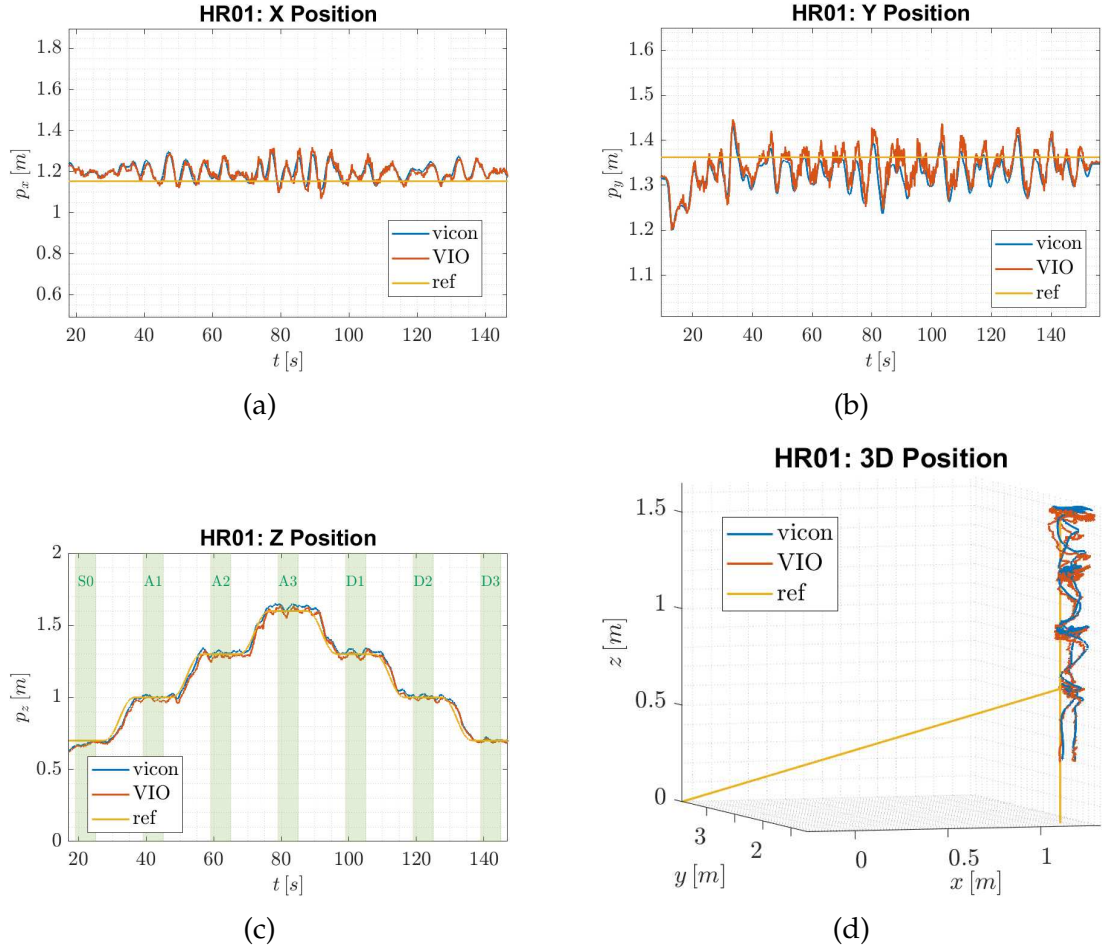 HR01: X Position
1.8
1.6
1.4
1.2
1
0.8
0.6
p_x [m]
vicon
VIO
ref
20 40 60 80 100 120 140
t [s]
(a)
HR01: Y Position
1.6
1.5
1.4
1.3
1.2
1.1
p_y [m]
vicon
VIO
ref
20 40 60 80 100 120 140
t [s]
(b)
HR01: Z Position
2
1.5
1
0.5
0
p_z [m]
S0 A1 A2 A3 D1 D2 D3
vicon
VIO
ref
20 40 60 80 100 120 140
t [s]
(c)
HR01: 3D Position
1.5
1
0.5
0
z [m]
vicon
VIO
ref
3 2
y [m]
0 0.5 1
x [m]
(d)